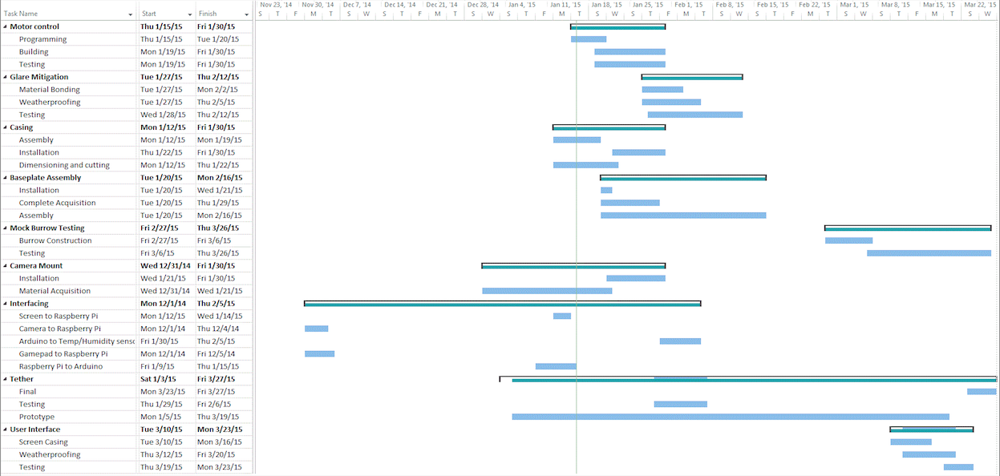 Nov 23, '14 Nov 30, '14 Dec 7, '14 Dec 14, '14 Dec 21, '14 Dec 28, '14 Jan 4, '15 Jan 11, '15 Jan 18, '15 Jan 25, '15 Feb 1, '15 Feb 8, '15 Feb 15, '15 Feb 22, '15 Mar 1, '15 Mar 8, '15 Mar 15, '15 Mar 22, '15
Task Name Start Finish S T F M T S W S T F M T S W S T F M T S W S T F M T S W S T F M T S W S T F M T S W
Motor control Thu 1/15/15 Fri 1/30/15
Programming Thu 1/15/15 Tue 1/20/15
Building Mon 1/19/15 Fri 1/30/15
Testing Mon 1/19/15 Fri 1/30/15
Glare Mitigation Tue 1/27/15 Thu 2/12/15
Material Bonding Tue 1/27/15 Mon 2/2/15
Weatherproofing Tue 1/27/15 Thu 2/5/15
Testing Wed 1/28/15 Thu 2/12/15
Casing Mon 1/12/15 Fri 1/30/15
Assembly Mon 1/12/15 Mon 1/19/15
Installation Thu 1/22/15 Fri 1/30/15
Dimensioning and cutting Mon 1/12/15 Thu 1/22/15
Baseplate Assembly Tue 1/20/15 Mon 2/16/15
Installation Tue 1/20/15 Wed 1/21/15
Complete Acquisition Tue 1/20/15 Thu 1/29/15
Assembly Tue 1/20/15 Mon 2/16/15
Mock Burrow Testing Fri 2/27/15 Thu 3/26/15
Burrow Construction Fri 2/27/15 Fri 3/6/15
Testing Fri 3/6/15 Thu 3/26/15
Camera Mount Wed 12/31/14 Fri 1/30/15
Installation Wed 1/21/15 Fri 1/30/15
Material Acquisition Wed 12/31/14 Wed 1/21/15
Interfacing Mon 12/1/14 Thu 2/5/15
Screen to Raspberry Pi Mon 1/12/15 Wed 1/14/15
Camera to Raspberry Pi Mon 12/1/14 Thu 12/4/14
Arduino to Temp/Humidity senso Fri 1/30/15 Thu 2/5/15
Gamepad to Raspberry Pi Mon 12/1/14 Fri 12/5/14
Raspberry Pi to Arduino Fri 1/9/15 Thu 1/15/15
Tether Sat 1/3/15 Fri 3/27/15
Final Mon 3/23/15 Fri 3/27/15
Testing Thu 1/29/15 Fri 2/6/15
Prototype Mon 1/5/15 Thu 3/19/15
User Interface Tue 3/10/15 Mon 3/23/15
Screen Casing Tue 3/10/15 Mon 3/16/15
Weatherproofing Thu 3/12/15 Fri 3/20/15
Testing Thu 3/19/15 Mon 3/23/15